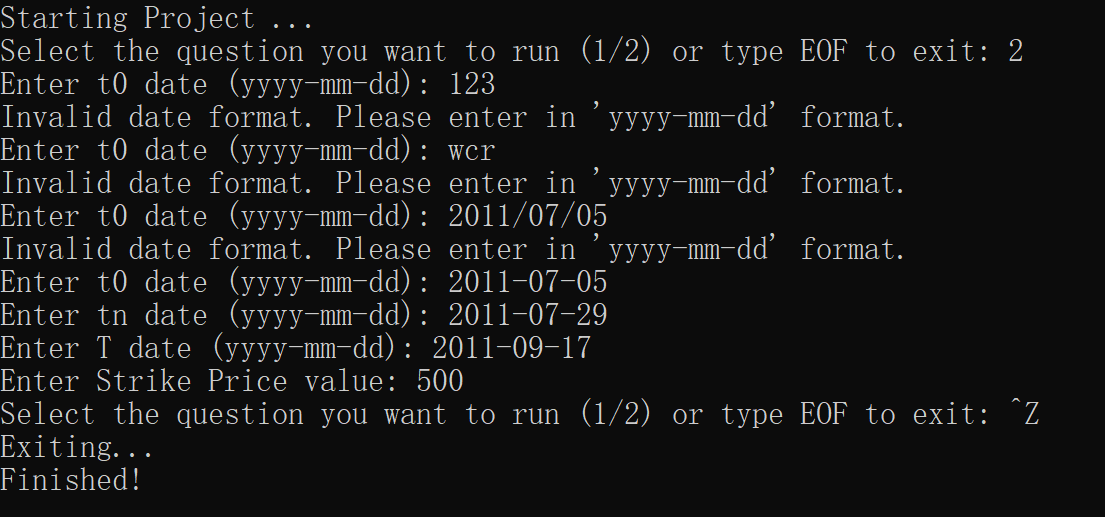 Starting Project ...
Select the question you want to run (1/2) or type EOF to exit: 2
Enter t0 date (yyyy-mm-dd): 123
Invalid date format. Please enter in 'yyyy-mm-dd' format.
Enter t0 date (yyyy-mm-dd): wcr
Invalid date format. Please enter in 'yyyy-mm-dd' format.
Enter t0 date (yyyy-mm-dd): 2011/07/05
Invalid date format. Please enter in 'yyyy-mm-dd' format.
Enter t0 date (yyyy-mm-dd): 2011-07-05
Enter tn date (yyyy-mm-dd): 2011-07-29
Enter T date (yyyy-mm-dd): 2011-09-17
Enter Strike Price value: 500
Select the question you want to run (1/2) or type EOF to exit: ^Z
Exiting...
Finished!